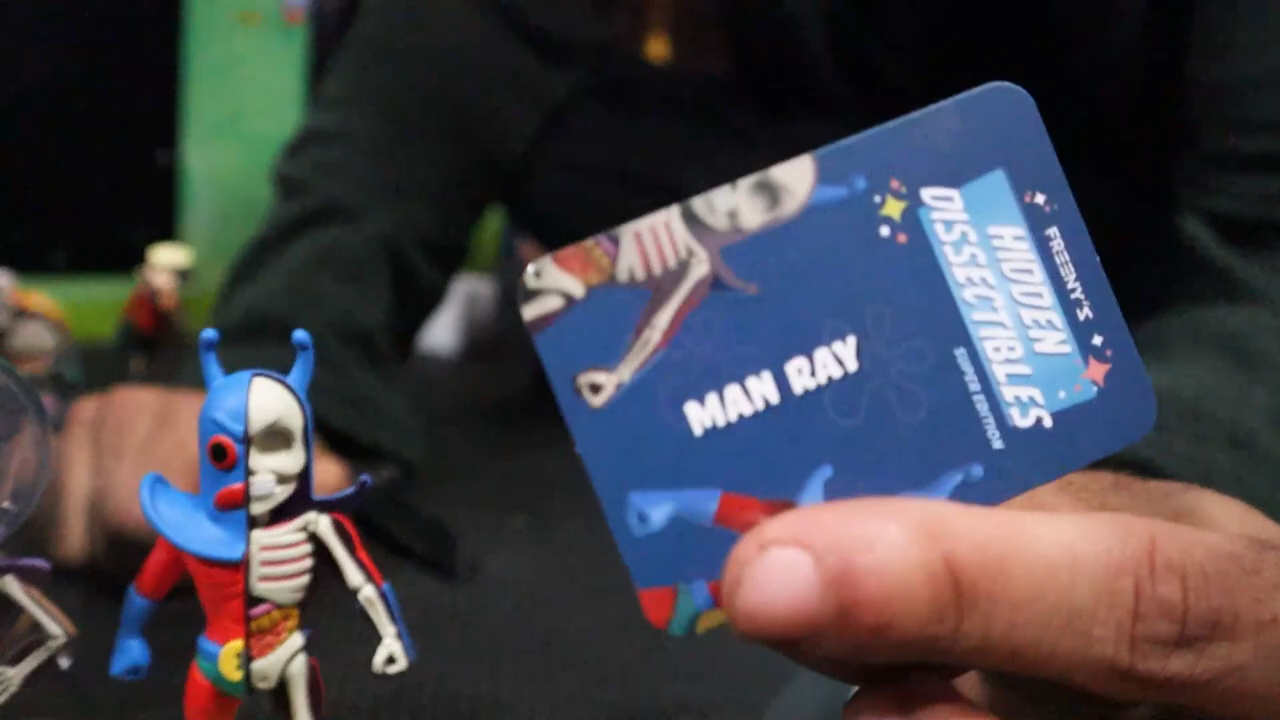 FREENY'S
HIDDEN
DISSECTIBLES
SUPER EDITION
MAN RAY